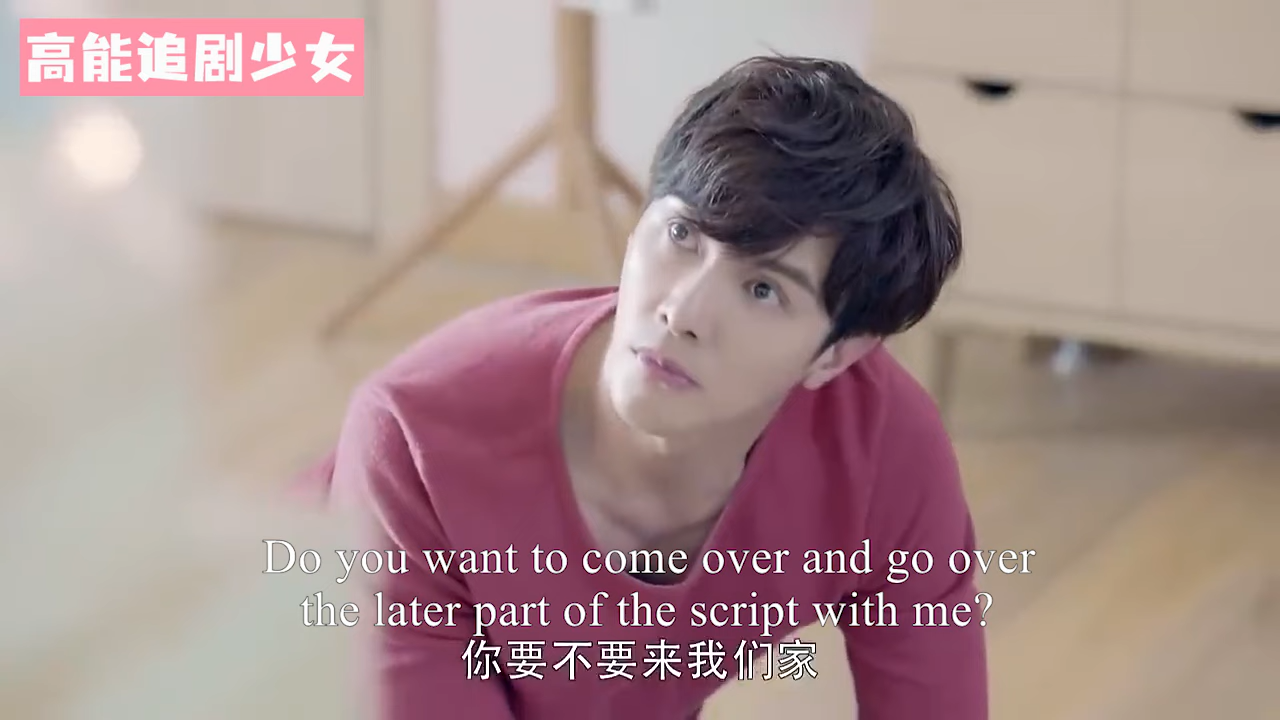 高能追剧少女
Do you want to come over and go over
the later part of the script with me?
你要不要来我们家